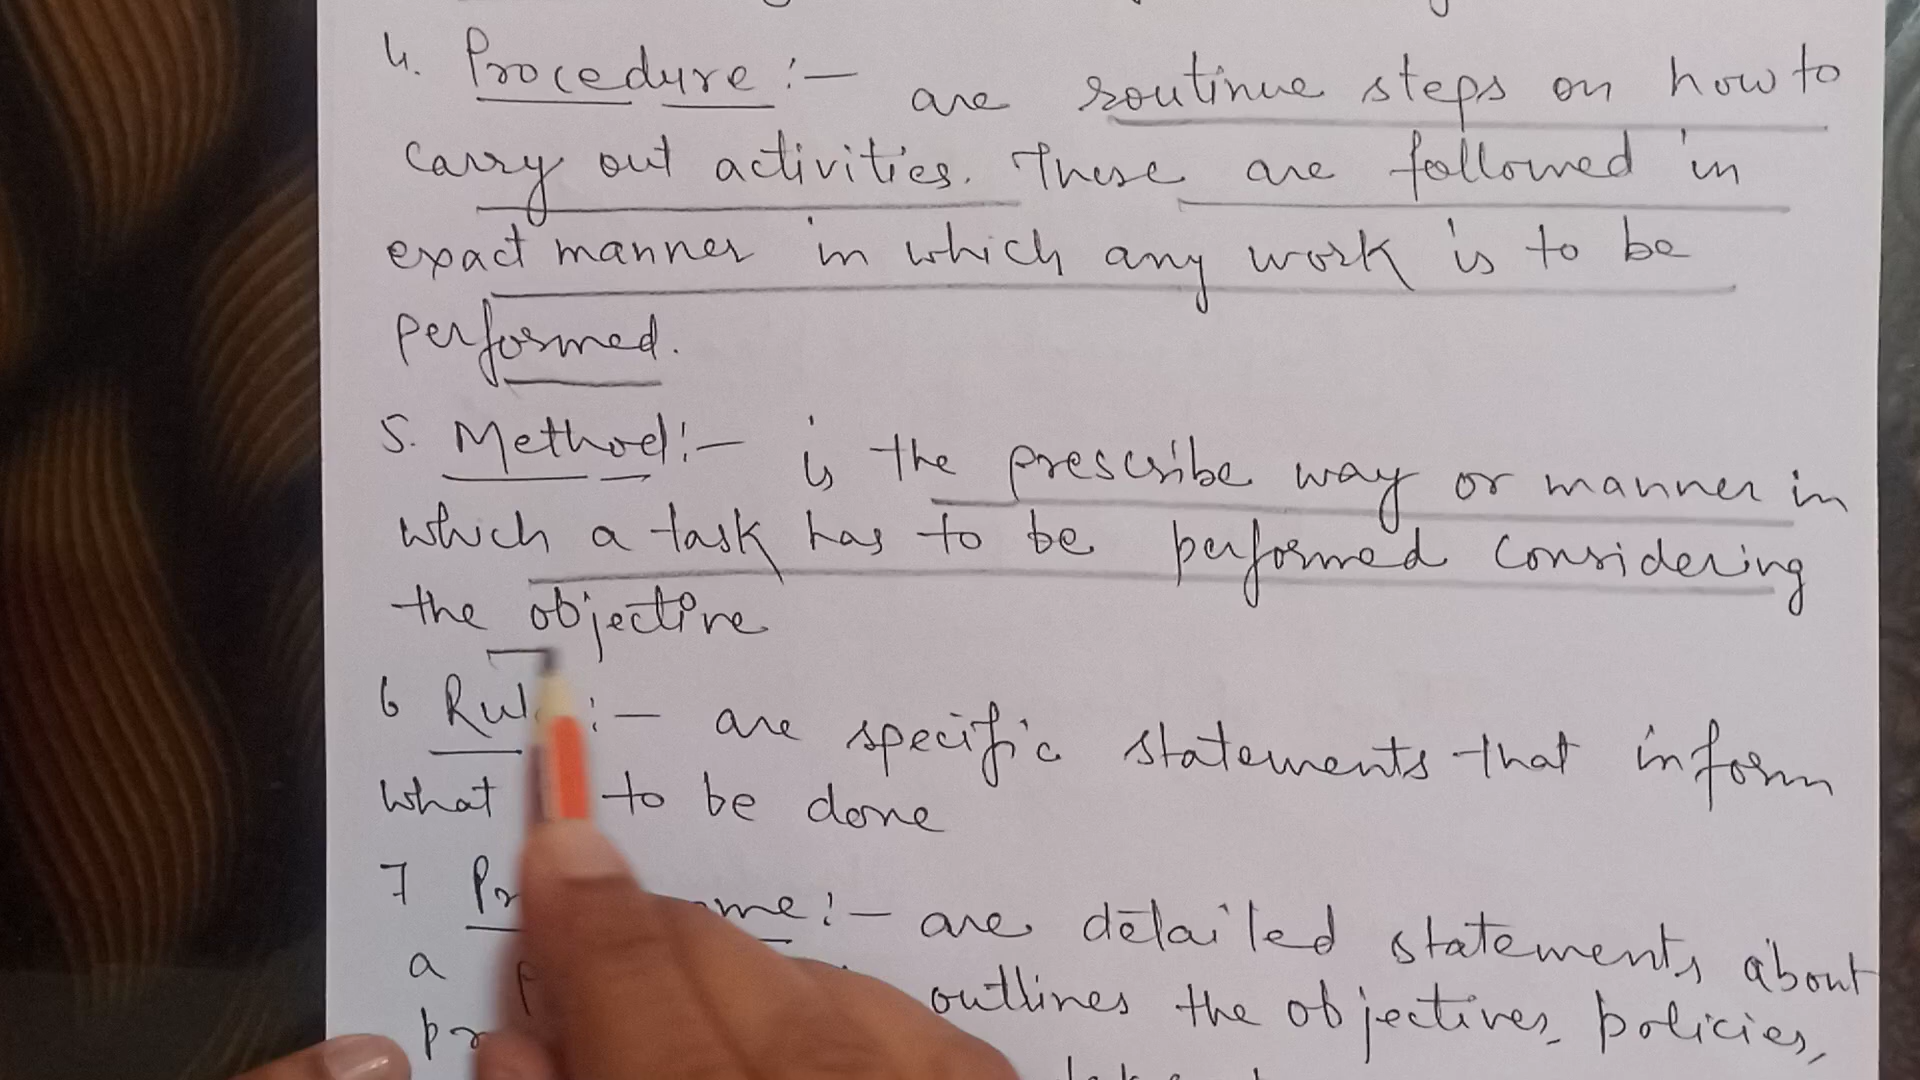 4. Procedure :- are routine steps on how to
carry out activities. These are followed in
exact manner in which any work is to be
performed.
5. Method :- is the prescribe way or manner in
which a task has to be performed considering
the objective
6 :- are specific statements that inform
what to be done
7 :- are detailed statements about
a outlines the objectives, policies,